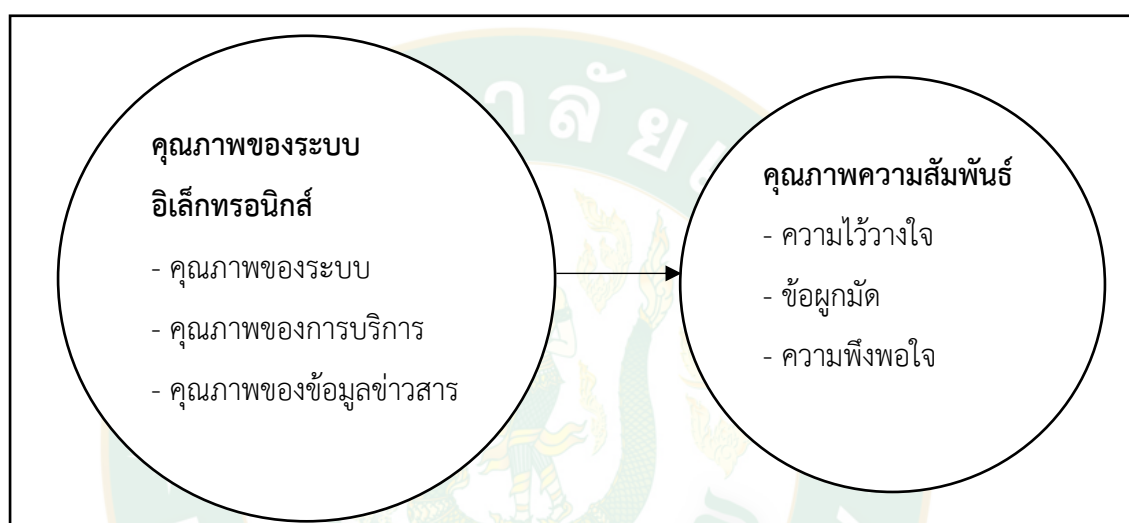 คุณภาพของระบบ
อิเล็กทรอนิกส์
- คุณภาพของระบบ
- คุณภาพของการบริการ
- คุณภาพของข้อมูลข่าวสาร
คุณภาพความสัมพันธ์
- ความไว้วางใจ
- ข้อผูกมัด
- ความพึงพอใจ